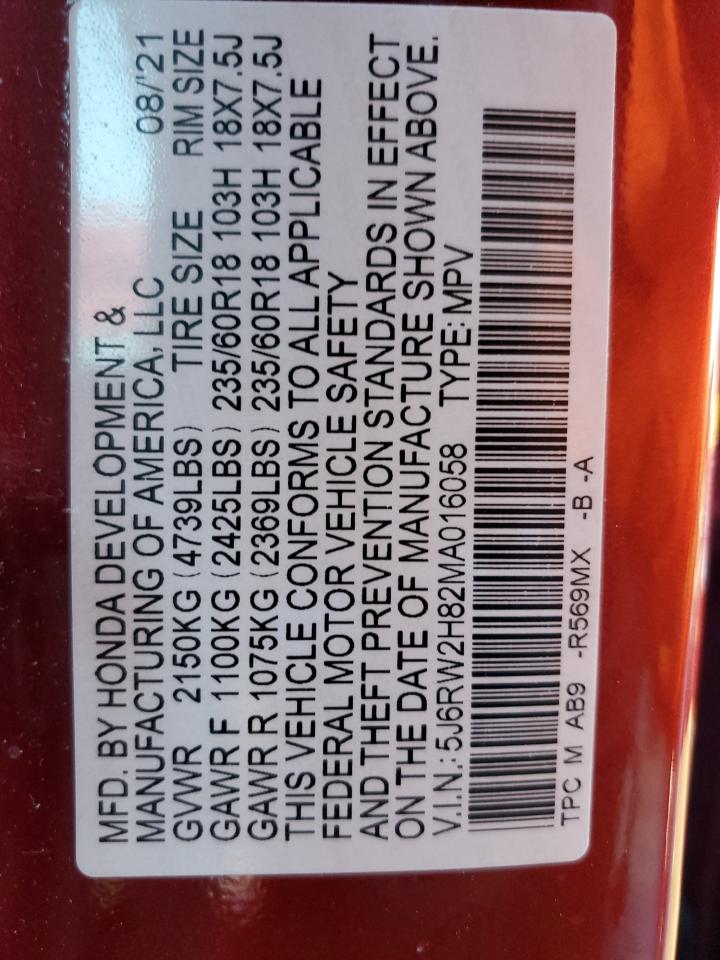 MFD. BY HONDA DEVELOPMENT &
MANUFACTURING OF AMERICA, LLC 08/'21
GVWR 2150KG (4739LBS) TIRE SIZE RIM SIZE
GAWR F 1100KG (2425LBS) 235/60R18 103H 18X7.5J
GAWR R 1075KG (2369LBS) 235/60R18 103H 18X7.5J
THIS VEHICLE CONFORMS TO ALL APPLICABLE
FEDERAL MOTOR VEHICLE SAFETY
AND THEFT PREVENTION STANDARDS IN EFFECT
ON THE DATE OF MANUFACTURE SHOWN ABOVE.
V.I.N.: 5J6RW2H82MA016058 TYPE: MPV
TPC M AB9 -R569MX -B -A